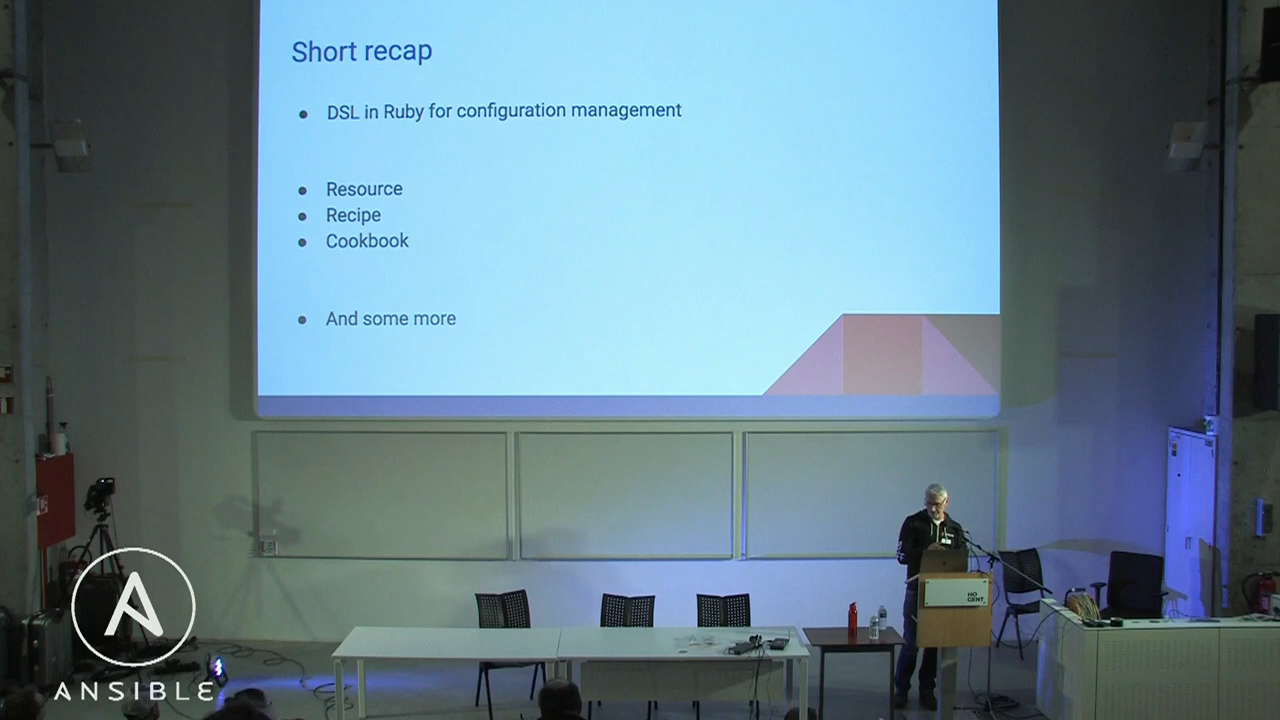 Short recap
DSL in Ruby for configuration management
Resource
Recipe
Cookbook
And some more
HO
GENT
ANSIBLE